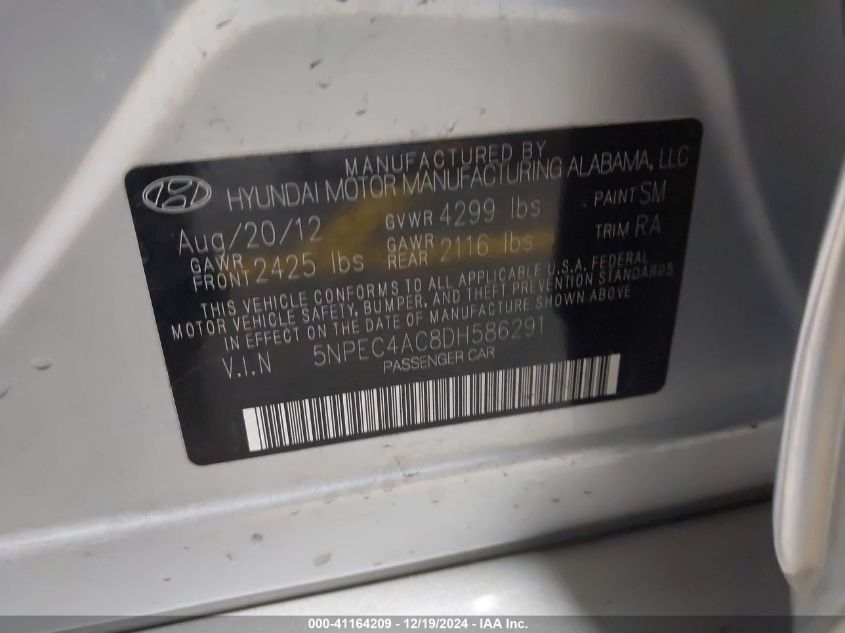 MANUFACTURED BY
HYUNDAI MOTOR MANUFACTURING ALABAMA, LLC
Aug/20/12 GVWR 4299 lbs PAINT SM
GAWR FRONT 2425 lbs GAWR REAR 2116 lbs TRIM RA
THIS VEHICLE CONFORMS TO ALL APPLICABLE U.S.A. FEDERAL
MOTOR VEHICLE SAFETY, BUMPER, AND THEFT PREVENTION STANDARDS
IN EFFECT ON THE DATE OF MANUFACTURE SHOWN ABOVE
V.I.N 5NPEC4AC8DH586291
PASSENGER CAR
000-41164209 - 12/19/2024 - IAA Inc.